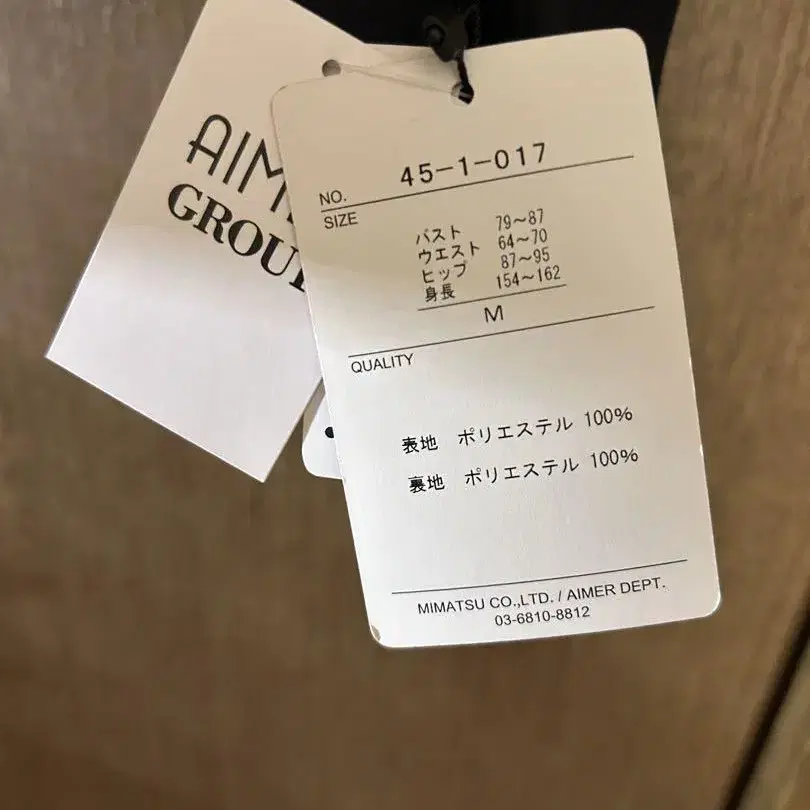 GROUP
NO. 45-1-017
SIZE
バスト 79〜87
ウエスト 64〜70
ヒップ 87〜95
身長 154〜162
M
QUALITY
表地 ポリエステル 100%
裏地 ポリエステル 100%
MIMATSU CO.,LTD. / AIMER DEPT.
03-6810-8812